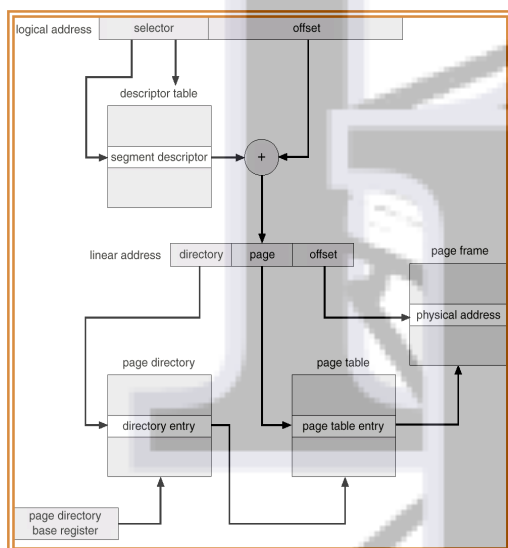 logical address
selector
offset
descriptor table
segment descriptor
+
linear address
directory
page
offset
page frame
physical address
page directory
page table
directory entry
page table entry
page directory
base register